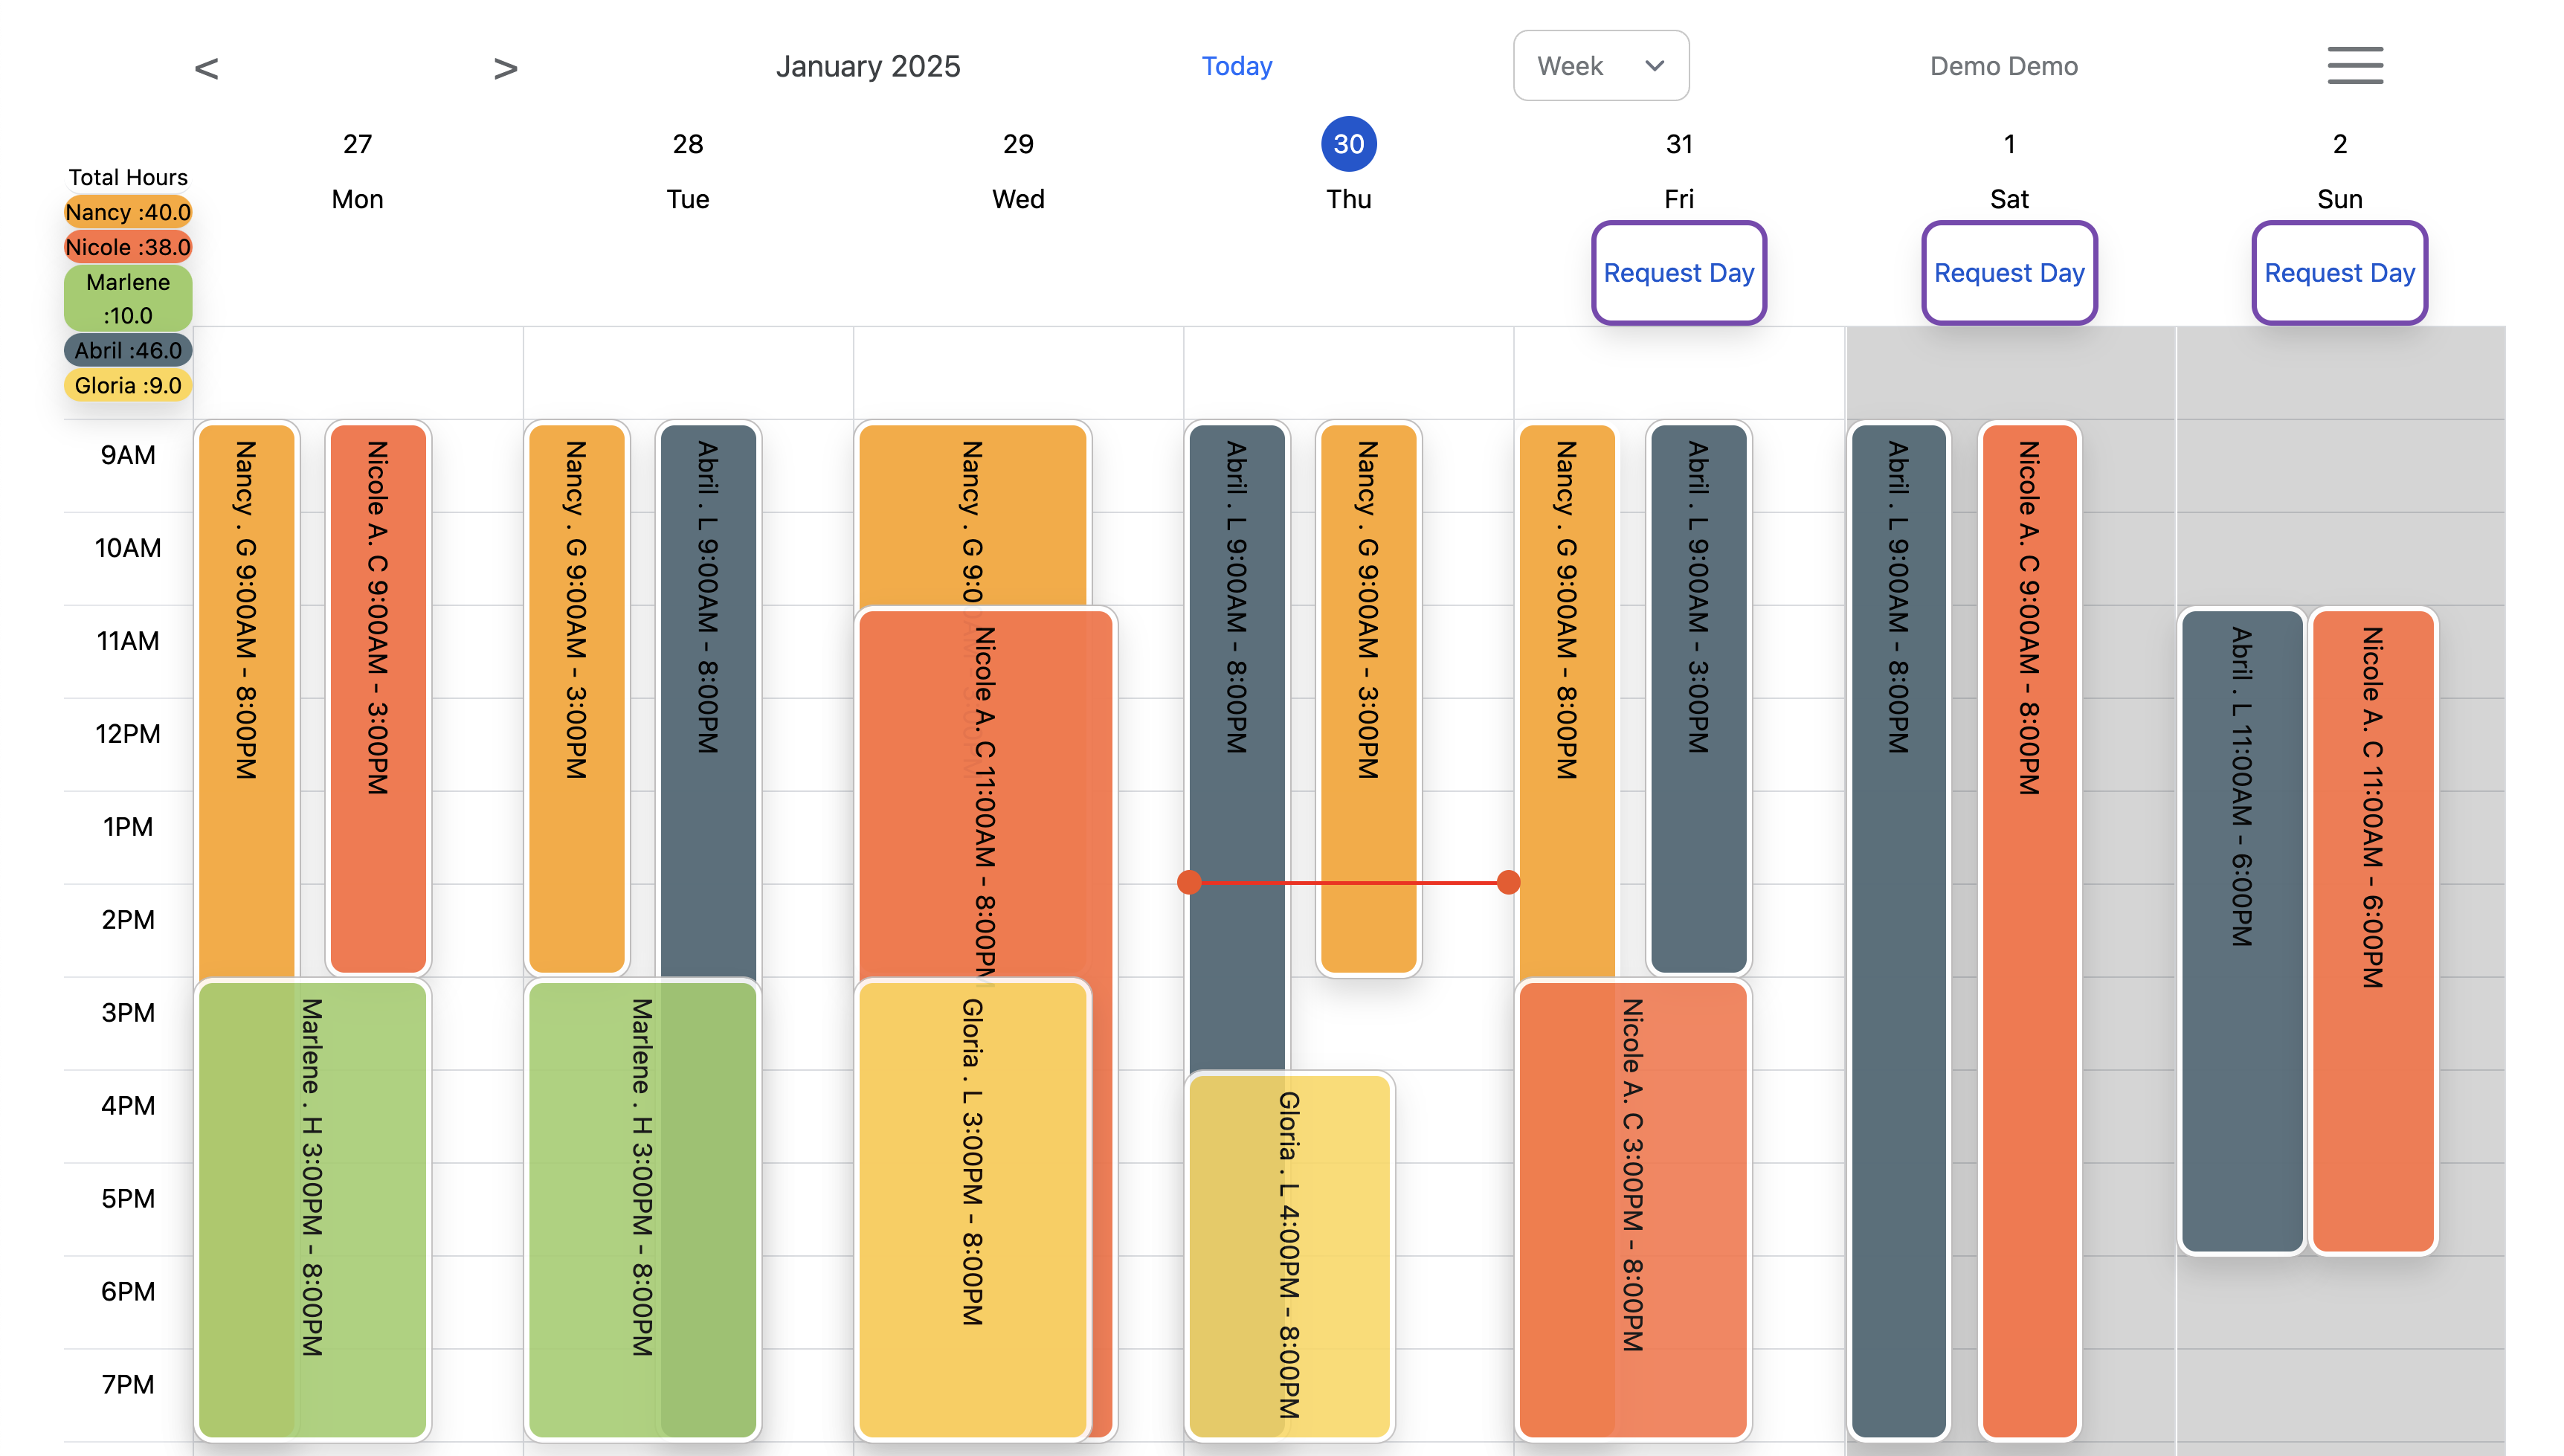 < > January 2025 Today Week Demo Demo
27 28 29 30 31 1 2
Mon Tue Wed Thu Fri Sat Sun
Total Hours
Nancy :40.0
Nicole :38.0
Marlene
:10.0
Abril :46.0
Gloria :9.0
Request Day Request Day Request Day
9AM
10AM
11AM
12PM
1PM
2PM
3PM
4PM
5PM
6PM
7PM
Nancy . G 9:00AM - 8:00PM
Nicole A. C 9:00AM - 3:00PM
Marlene . H 3:00PM - 8:00PM
Nancy . G 9:00AM - 3:00PM
Abril . L 9:00AM - 8:00PM
Marlene . H 3:00PM - 8:00PM
Nancy . G 9:00AM - 3:00PM
Nicole A. C 11:00AM - 8:00PM
Gloria . L 3:00PM - 8:00PM
Abril . L 9:00AM - 8:00PM
Nancy . G 9:00AM - 3:00PM
Gloria . L 4:00PM - 8:00PM
Nancy . G 9:00AM - 8:00PM
Abril . L 9:00AM - 3:00PM
Nicole A. C 3:00PM - 8:00PM
Abril . L 9:00AM - 8:00PM
Nicole A. C 9:00AM - 8:00PM
Abril . L 11:00AM - 6:00PM
Nicole A. C 11:00AM - 6:00PM